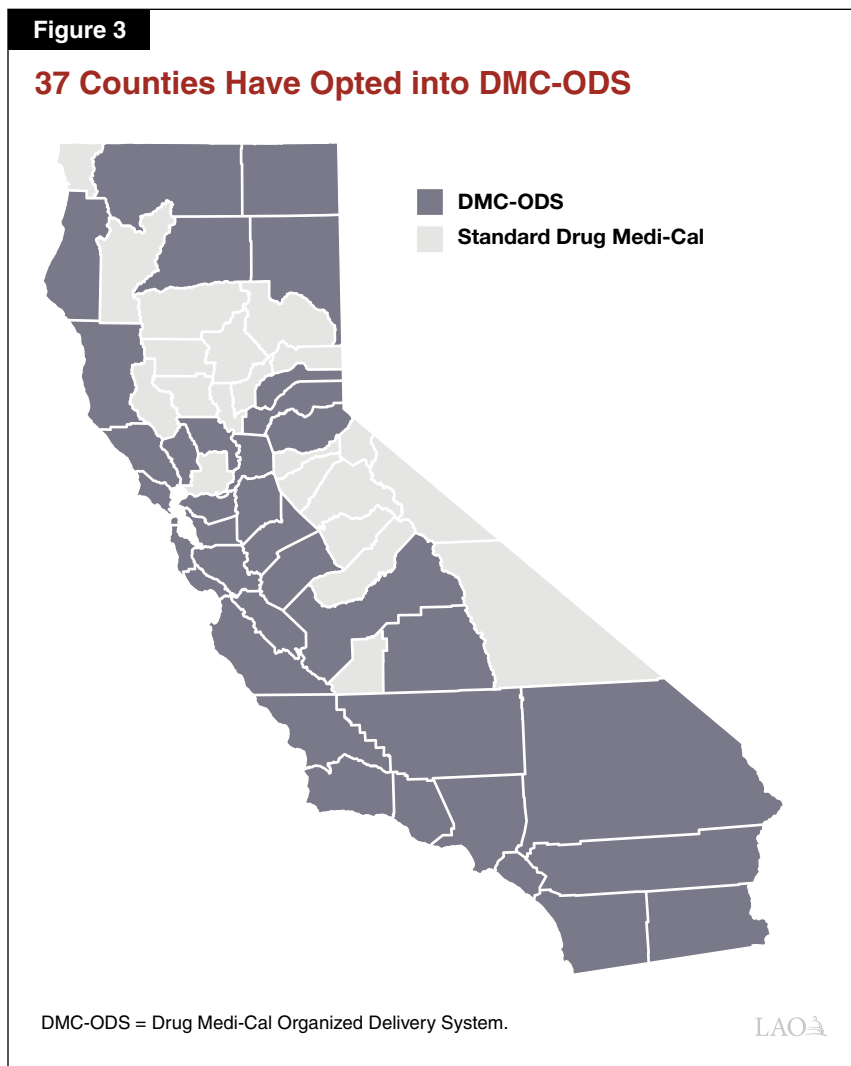 Figure 3
37 Counties Have Opted into DMC-ODS
DMC-ODS
Standard Drug Medi-Cal
DMC-ODS = Drug Medi-Cal Organized Delivery System.
LAO